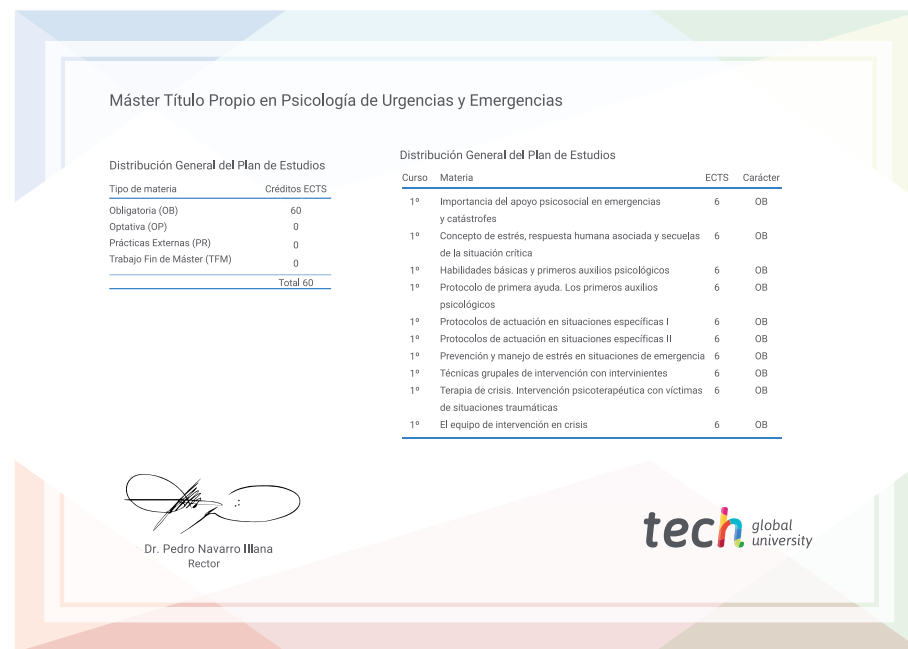 Máster Título Propio en Psicología de Urgencias y Emergencias
Distribución General del Plan de Estudios
Tipo de materia Créditos ECTS
Obligatoria (OB) 60
Optativa (OP) 0
Prácticas Externas (PR) 0
Trabajo Fin de Máster (TFM) 0
Total 60
Distribución General del Plan de Estudios
Curso Materia ECTS Carácter
1º Importancia del apoyo psicosocial en emergencias 6 OB
y catástrofes
1º Concepto de estrés, respuesta humana asociada y secuelas 6 OB
de la situación crítica
1º Habilidades básicas y primeros auxilios psicológicos 6 OB
1º Protocolo de primera ayuda. Los primeros auxilios 6 OB
psicológicos
1º Protocolos de actuación en situaciones específicas I 6 OB
1º Protocolos de actuación en situaciones específicas II 6 OB
1º Prevención y manejo de estrés en situaciones de emergencia 6 OB
1º Técnicas grupales de intervención con intervinientes 6 OB
1º Terapia de crisis. Intervención psicoterapéutica con víctimas 6 OB
de situaciones traumáticas
1º El equipo de intervención en crisis 6 OB
Dr. Pedro Navarro Illana
Rector
tech global
university